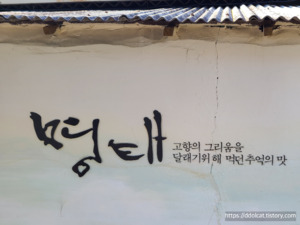 명태
고향의 그리움을
달래기위해 먹던 추억의 맛
https://ddolcat.tistory.com